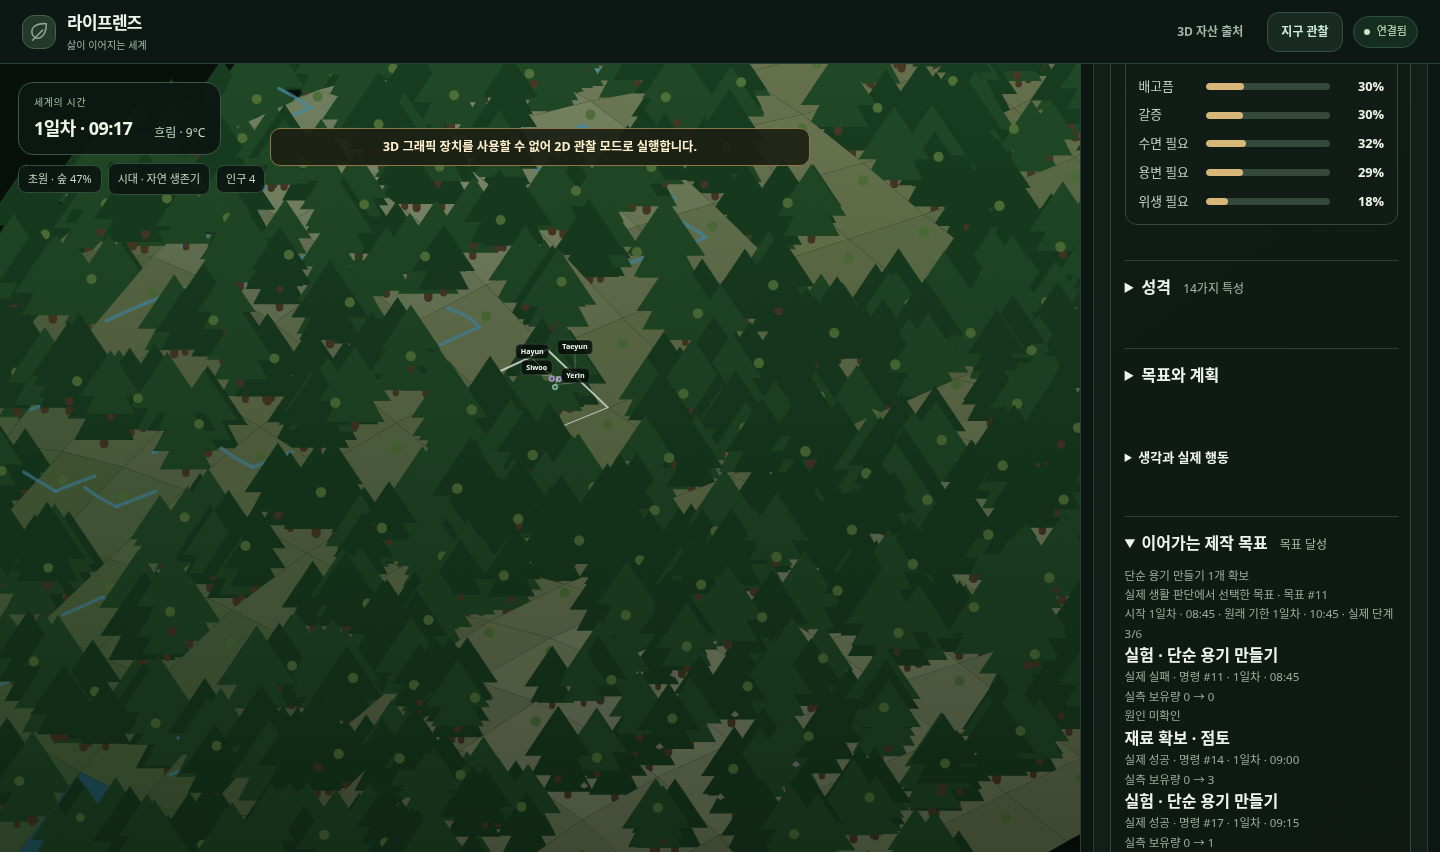 라이프렌즈
삶이 이어지는 세계
3D 자산 출처
지구 관찰
연결됨
세계의 시간
1일차 · 09:17
흐림 · 9°C
초원 · 숲 47%
시대 · 자연 생존기
인구 4
3D 그래픽 장치를 사용할 수 없어 2D 관찰 모드로 실행합니다.
Hayun
Taeyun
Siwoo
Yerin
배고픔 30%
갈증 30%
수면 필요 32%
용변 필요 29%
위생 필요 18%
성격 14가지 특성
목표와 계획
생각과 실제 행동
이어가는 제작 목표 목표 달성
단순 용기 만들기 1개 확보
실제 생활 판단에서 선택한 목표 · 목표 #11
시작 1일차 · 08:45 · 원래 기한 1일차 · 10:45 · 실제 단계
3/6
실험 · 단순 용기 만들기
실제 실패 · 명령 #11 · 1일차 · 08:45
실측 보유량 0 → 0
원인 미확인
재료 확보 · 점토
실제 성공 · 명령 #14 · 1일차 · 09:00
실측 보유량 0 → 3
실험 · 단순 용기 만들기
실제 성공 · 명령 #17 · 1일차 · 09:15
실측 보유량 0 → 1